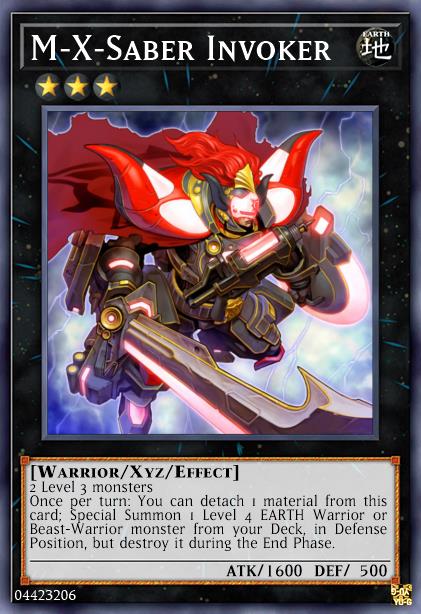 M-X-Saber Invoker
EARTH
地
[Warrior/Xyz/Effect]
2 Level 3 monsters
Once per turn: You can detach 1 material from this
card; Special Summon 1 Level 4 EARTH Warrior or
Beast-Warrior monster from your Deck, in Defense
Position, but destroy it during the End Phase.
ATK/1600 DEF/ 500
04423206